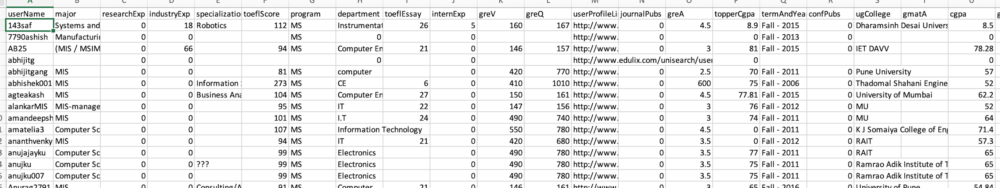 A B C D E F G H I J K L M N O P Q R S T U
userName major researchExp industryExp specializatio toeflScore program department toeflEssay internExp greV greQ userProfileLi journalPubs greA topperCgpa termAndYea confPubs ugCollege gmatA cgpa g
143saf Systems and 0 18 Robotics 112 MS Instrumentat 26 5 160 167 http://www. 0 4.5 8.9 Fall - 2015 0 Dharamsinh Desai Univers 8.5
7790ashish Manufacturi 0 0 MS 0 0 http://www. 0 0 Fall - 2013 0 0
AB25 (MIS / MSIM 0 66 94 MS Computer En 21 0 146 157 http://www. 0 3 81 Fall - 2015 0 IET DAVV 78.28
abhijitg 0 0 0 0 http://www.edulix.com/unisearch/user 0 0
abhijitgang MIS 0 0 81 MS computer 0 420 770 http://www. 0 2.5 70 Fall - 2011 0 Pune University 57
abhishek001 MIS 0 0 Information 273 MS CE 6 0 410 1010 http://www. 0 600 75 Fall - 2006 0 Thadomal Shahani Engine 52
agteakash MIS 0 0 Business Ana 104 MS Computer En 27 0 150 161 http://www. 0 4.5 77.81 Fall - 2015 0 University of Mumbai 62.2
alankarMIS MIS-manage 0 0 95 MS IT 22 0 147 156 http://www. 0 3 76 Fall - 2012 0 MU 52
0 amandeepsh MIS 0 0 101 MS I.T 24 0 490 740 http://www. 0 3 74 Fall - 2011 0 MU 64
1 amatelia3 Computer Sc 0 0 107 MS Information Technology 0 550 780 http://www. 0 4.5 0 Fall - 2011 0 K J Somaiya College of Eng 71.4
2 ananthvenky MIS 0 0 94 MS IT 21 0 420 680 http://www. 0 3.5 0 Fall - 2012 0 RAIT 57.3
3 anujajayku Computer Sc 0 0 99 MS Electronics 0 490 780 http://www. 0 3.5 77 Fall - 2011 0 RAIT 65
4 anujku Computer Sc 0 0 ??? 99 MS Electronics 0 490 780 http://www. 0 3.5 75 Fall - 2011 0 Ramrao Adik Institute of T 65
5 anujku007 Computer Sc 0 0 99 MS Electronics 0 490 780 http://www. 0 3.5 75 Fall - 2011 0 Ramrao Adik Institute of T 65
6 Anurag2791 MIS 0 0 Consulting/A 91 MS Computer 21 0 146 161 http://www. 0 3 65 Fall - 2016 0 University of Pune 54.84